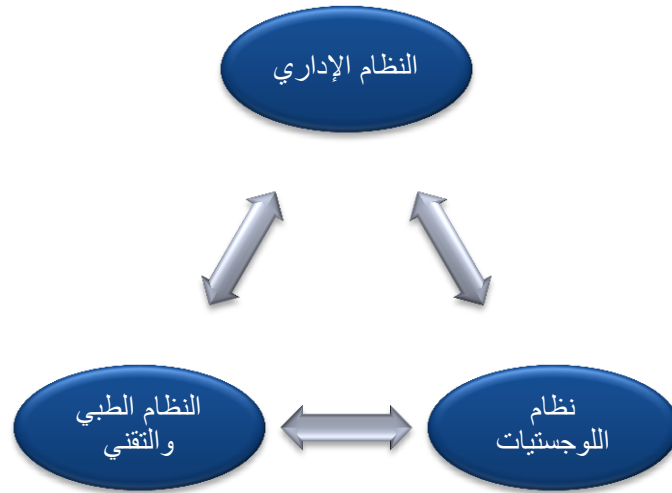 النظام الإداري
نظام
اللوجستيات
النظام الطبي
والتقني